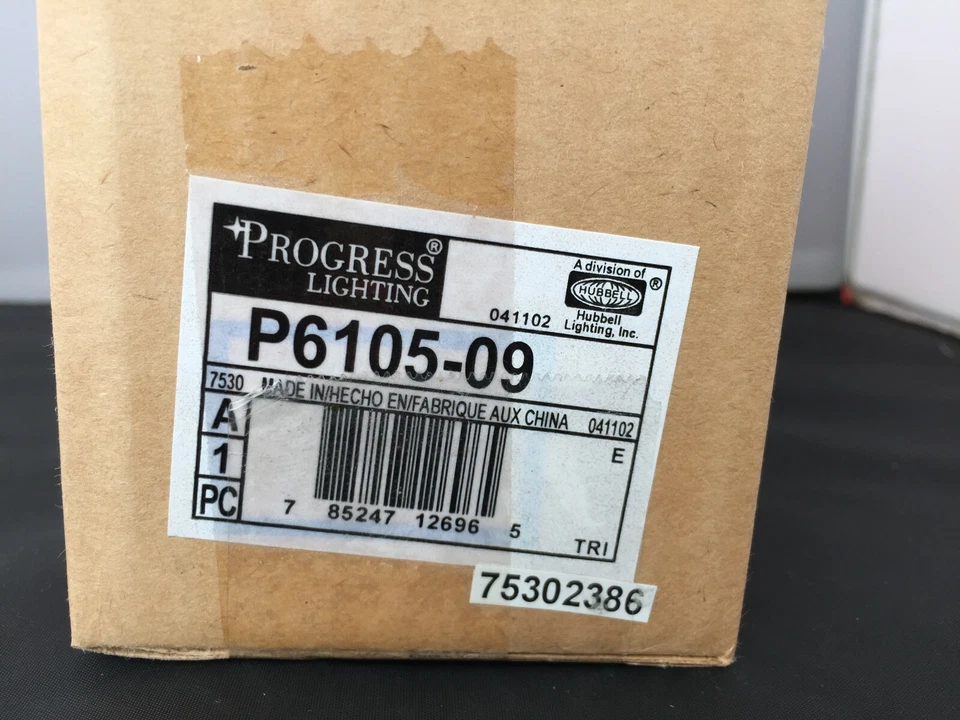 PROGRESS®
LIGHTING
041102
A division of
HUBBELL®
Hubbell
Lighting, Inc.
P6105-09
7530 MADE IN/HECHO EN/FABRIQUE AUX CHINA 041102
A
1
PC
E
7 85247 12696 5
TRI
75302386